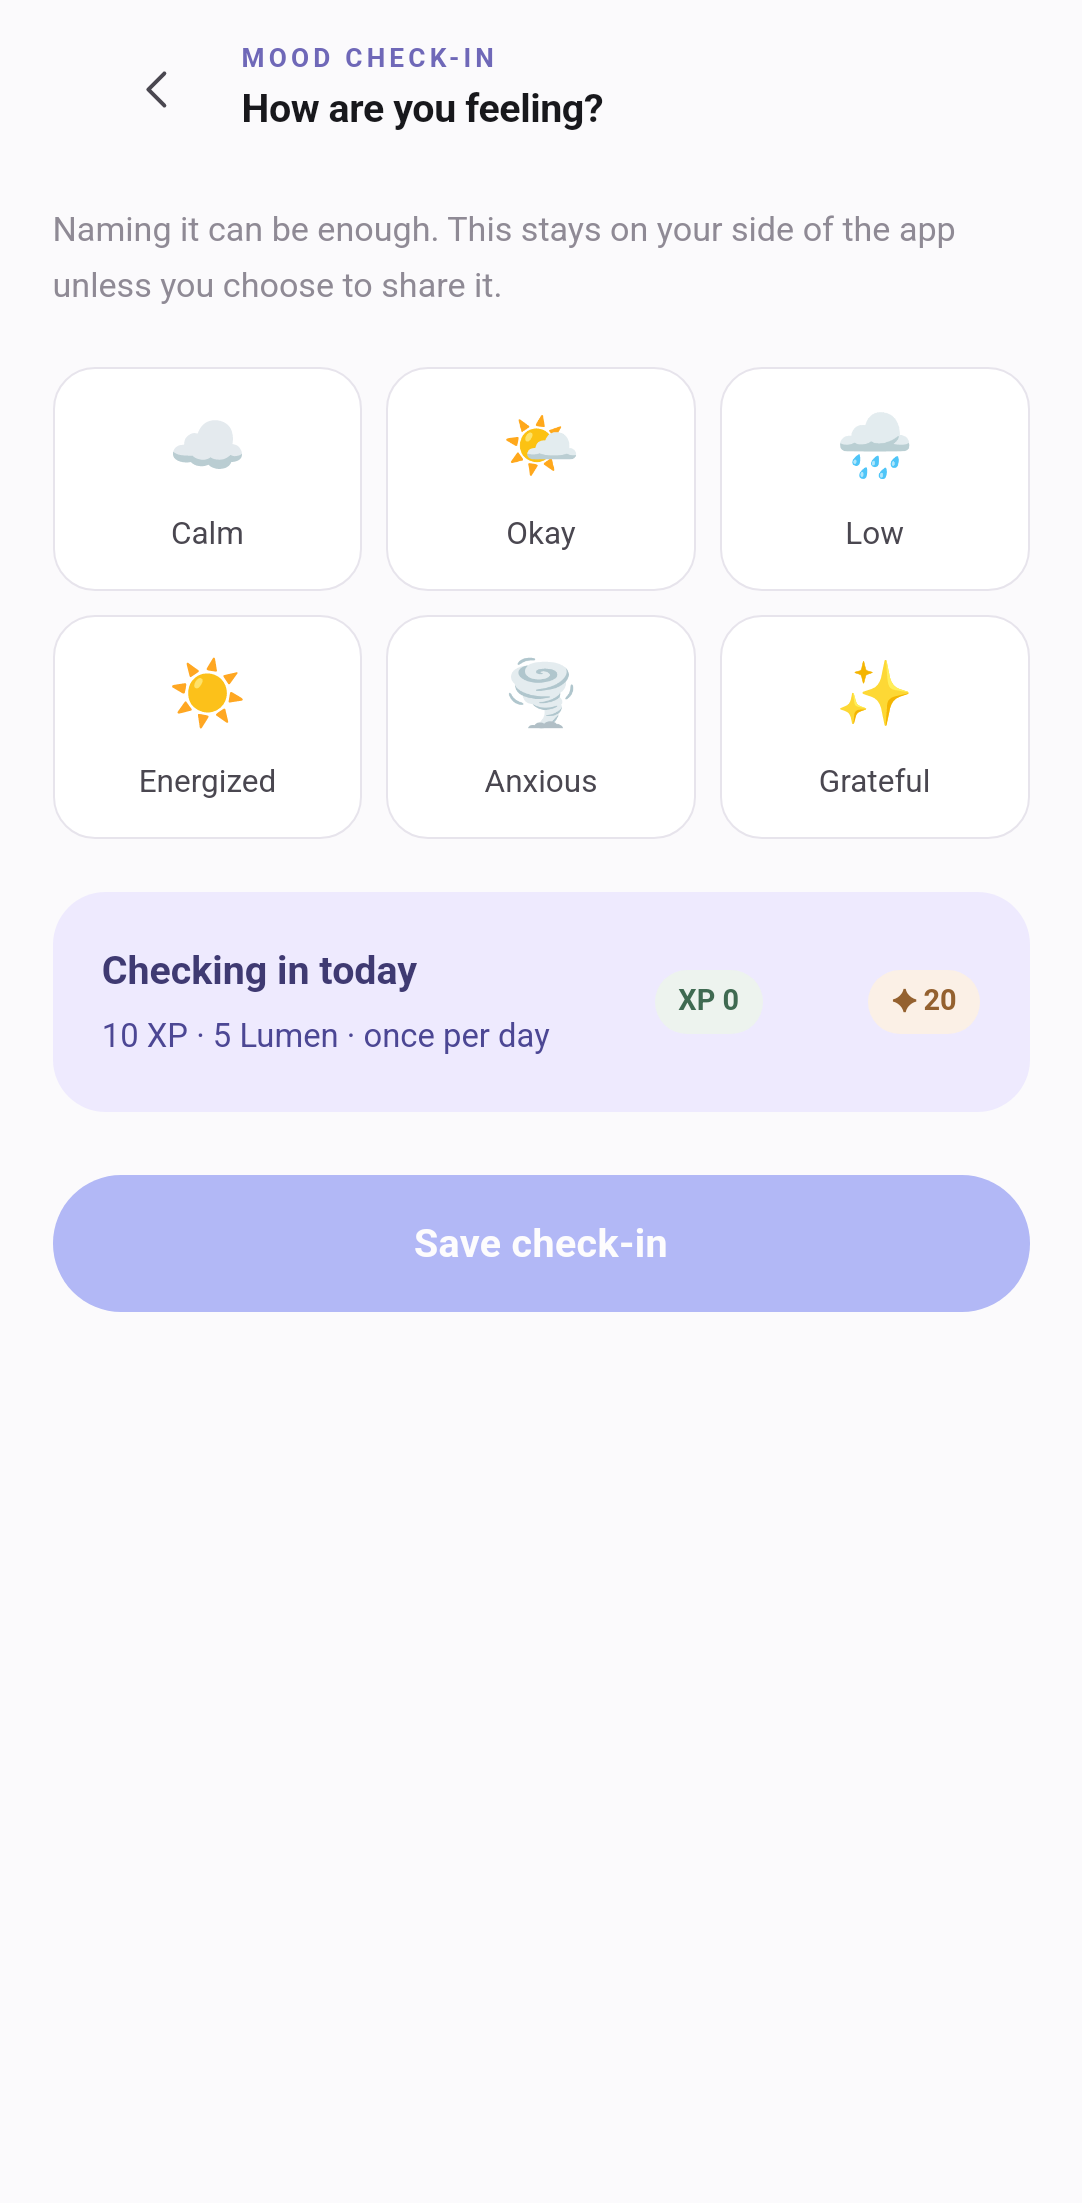 MOOD CHECK-IN
How are you feeling?
Naming it can be enough. This stays on your side of the app
unless you choose to share it.
Calm
Okay
Low
Energized
Anxious
Grateful
Checking in today
10 XP · 5 Lumen · once per day
XP 0
✦ 20
Save check-in